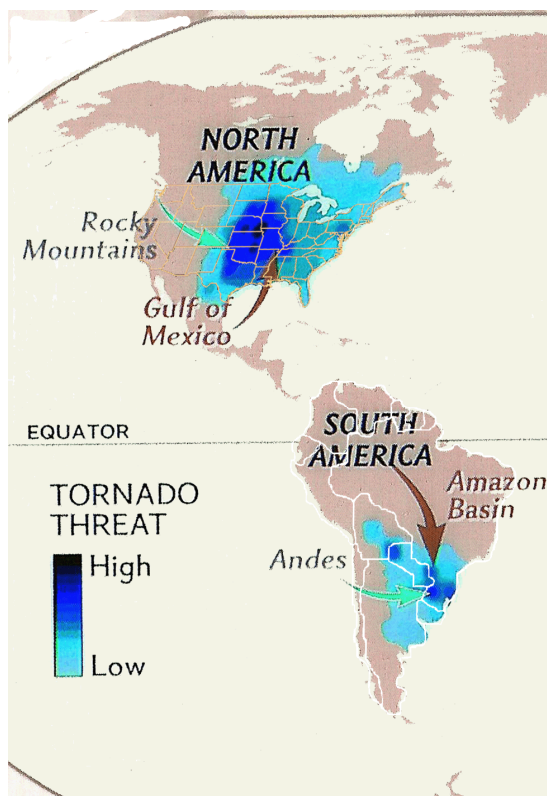 NORTH
AMERICA
Rocky
Mountains
Gulf of
Mexico
EQUATOR
SOUTH
AMERICA
Amazon
Basin
Andes
TORNADO
THREAT
High
Low